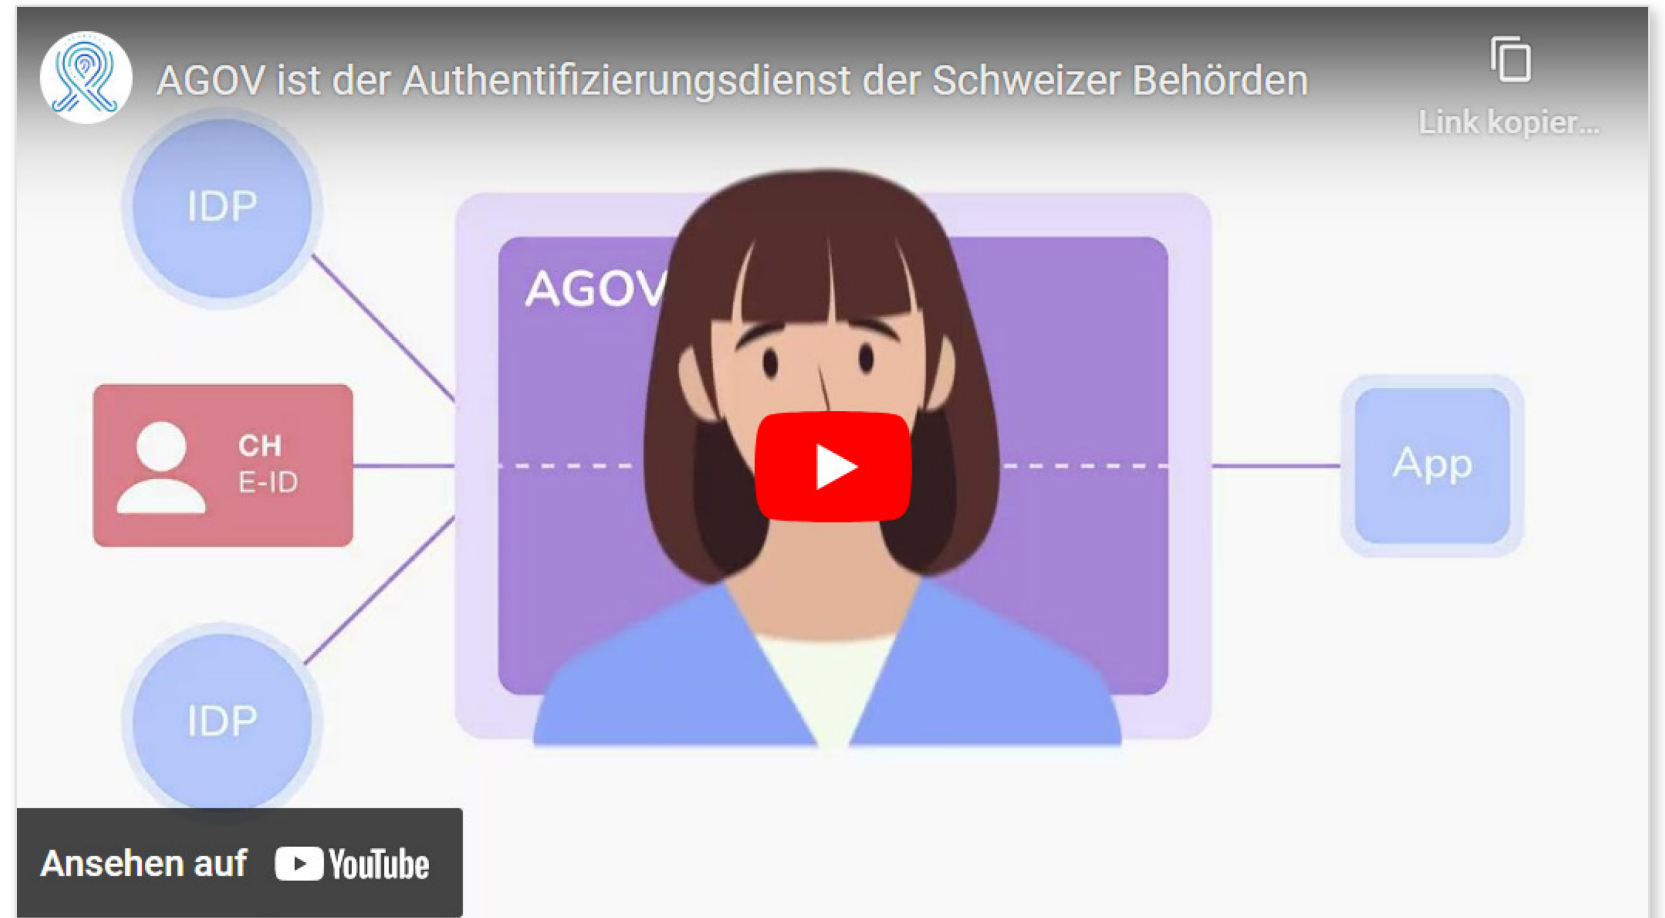 AGOV ist der Authentifizierungsdienst der Schweizer Behörden
Link kopier...
IDP
AGOV
CH
E-ID
App
IDP
Ansehen auf YouTube